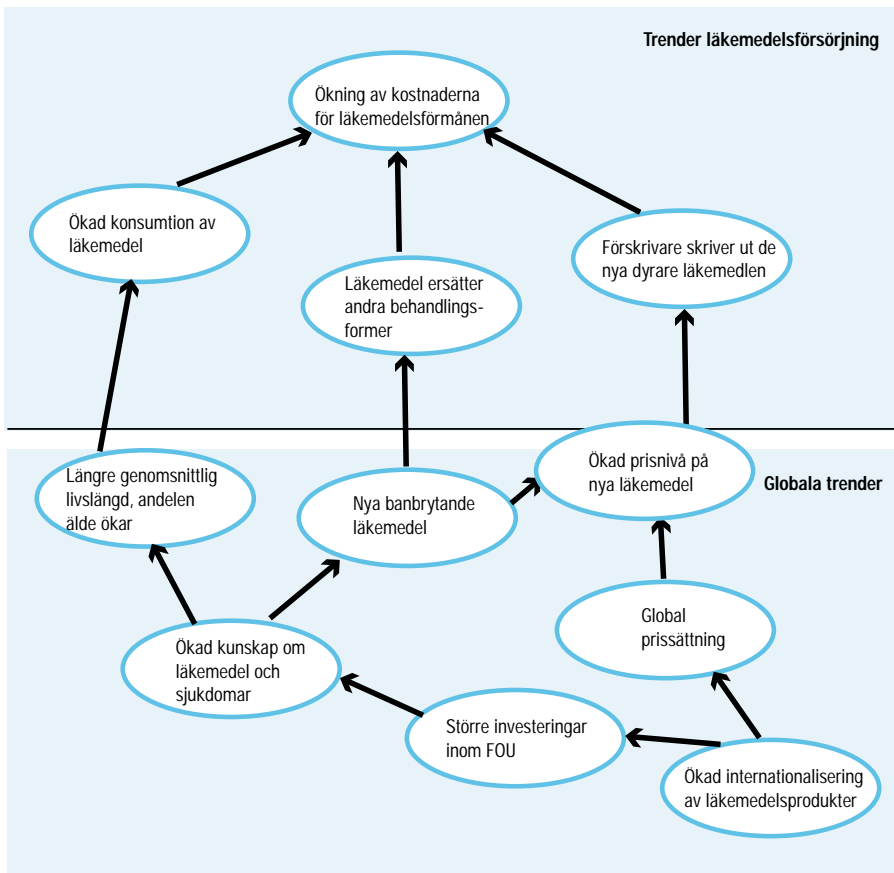 Trender läkemedelsförsörjning
Ökning av kostnaderna
för läkemedelsförmånen
Ökad konsumtion av
läkemedel
Förskrivare skriver ut de
nya dyrare läkemedlen
Läkemedel ersätter
andra behandlings-
former
Längre genomsnittlig
livslängd, andelen
älde ökar
Nya banbrytande
läkemedel
Ökad prisnivå på
nya läkemedel
Globala trender
Ökad kunskap om
läkemedel och
sjukdomar
Global
prissättning
Större investeringar
inom FOU
Ökad internationalisering
av läkemedelsprodukter